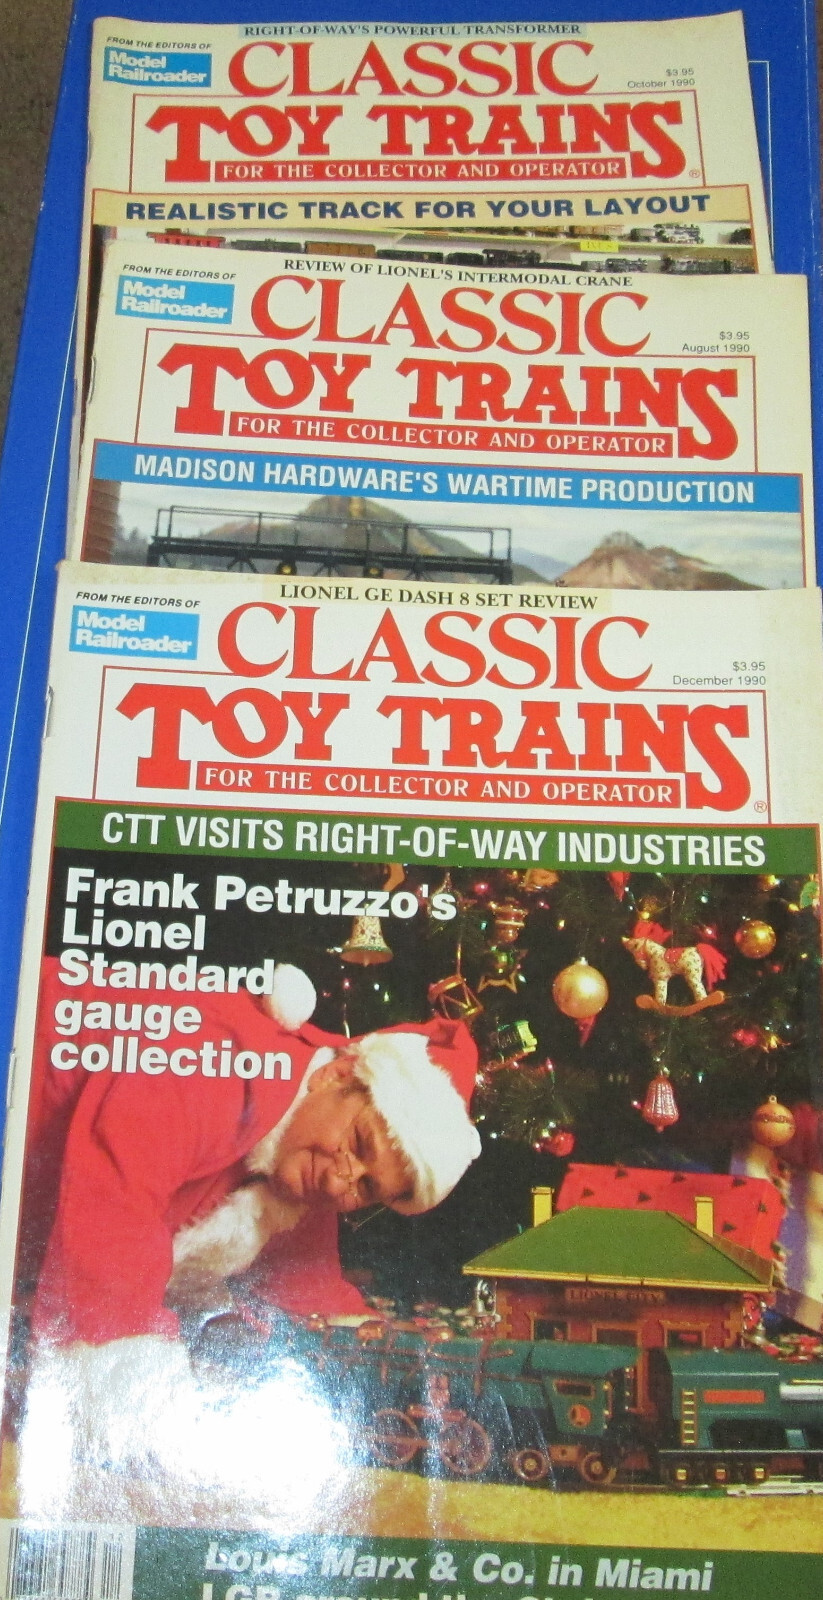 RIGHT-OF-WAY'S POWERFUL TRANSFORMER
FROM THE EDITORS OF
Model
Railroader
CLASSIC
$3.95
October 1990
TOY TRAINS
FOR THE COLLECTOR AND OPERATOR
®
REALISTIC TRACK FOR YOUR LAYOUT
REVIEW OF LIONEL'S INTERMODAL CRANE
FROM THE EDITORS OF
Model
Railroader
CLASSIC
$3.95
August 1990
TOY TRAINS
FOR THE COLLECTOR AND OPERATOR
MADISON HARDWARE'S WARTIME PRODUCTION
LIONEL GE DASH 8 SET REVIEW
FROM THE EDITORS OF
Model
Railroader
CLASSIC
$3.95
December 1990
TOY TRAINS
FOR THE COLLECTOR AND OPERATOR
®
CTT VISITS RIGHT-OF-WAY INDUSTRIES
Frank Petruzzo's
Lionel
Standard
gauge
collection
LIONEL CITY
Louis Marx & Co. in Miami
LGB around the